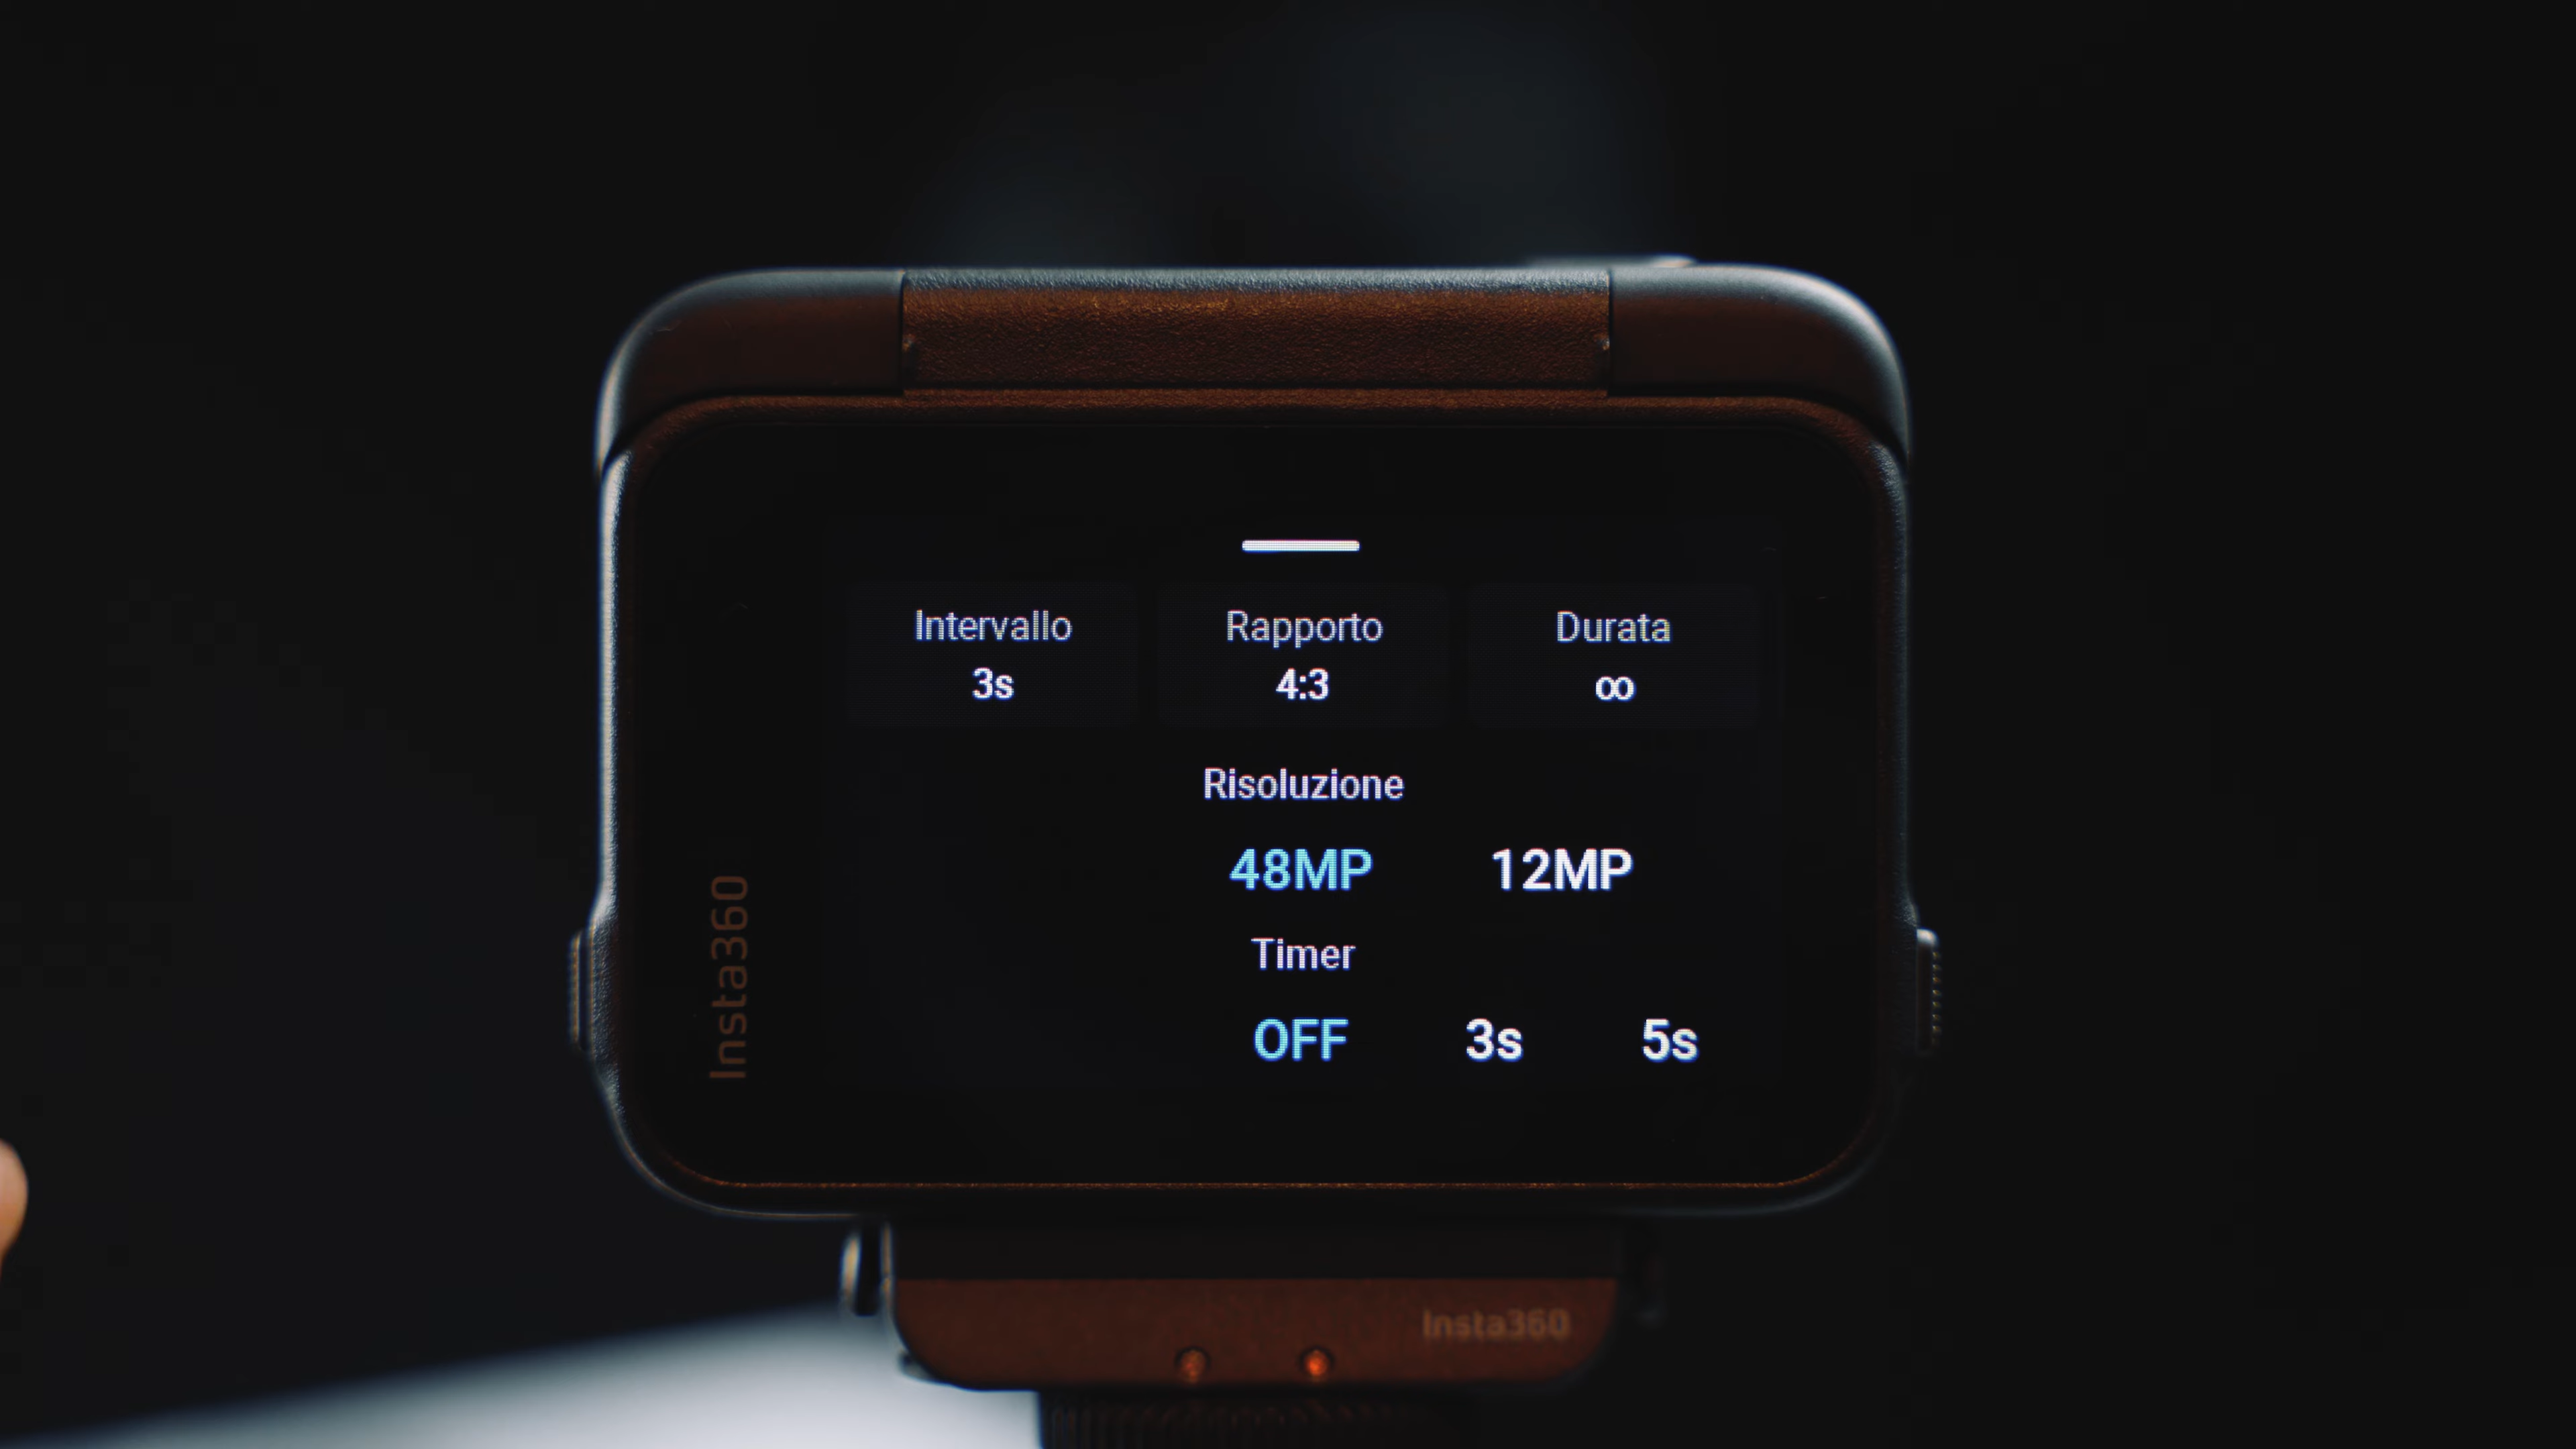 Intervallo Rapporto Durata
3s 4:3 ∞
Risoluzione
48MP 12MP
Timer
OFF 3s 5s
Insta360
Insta360